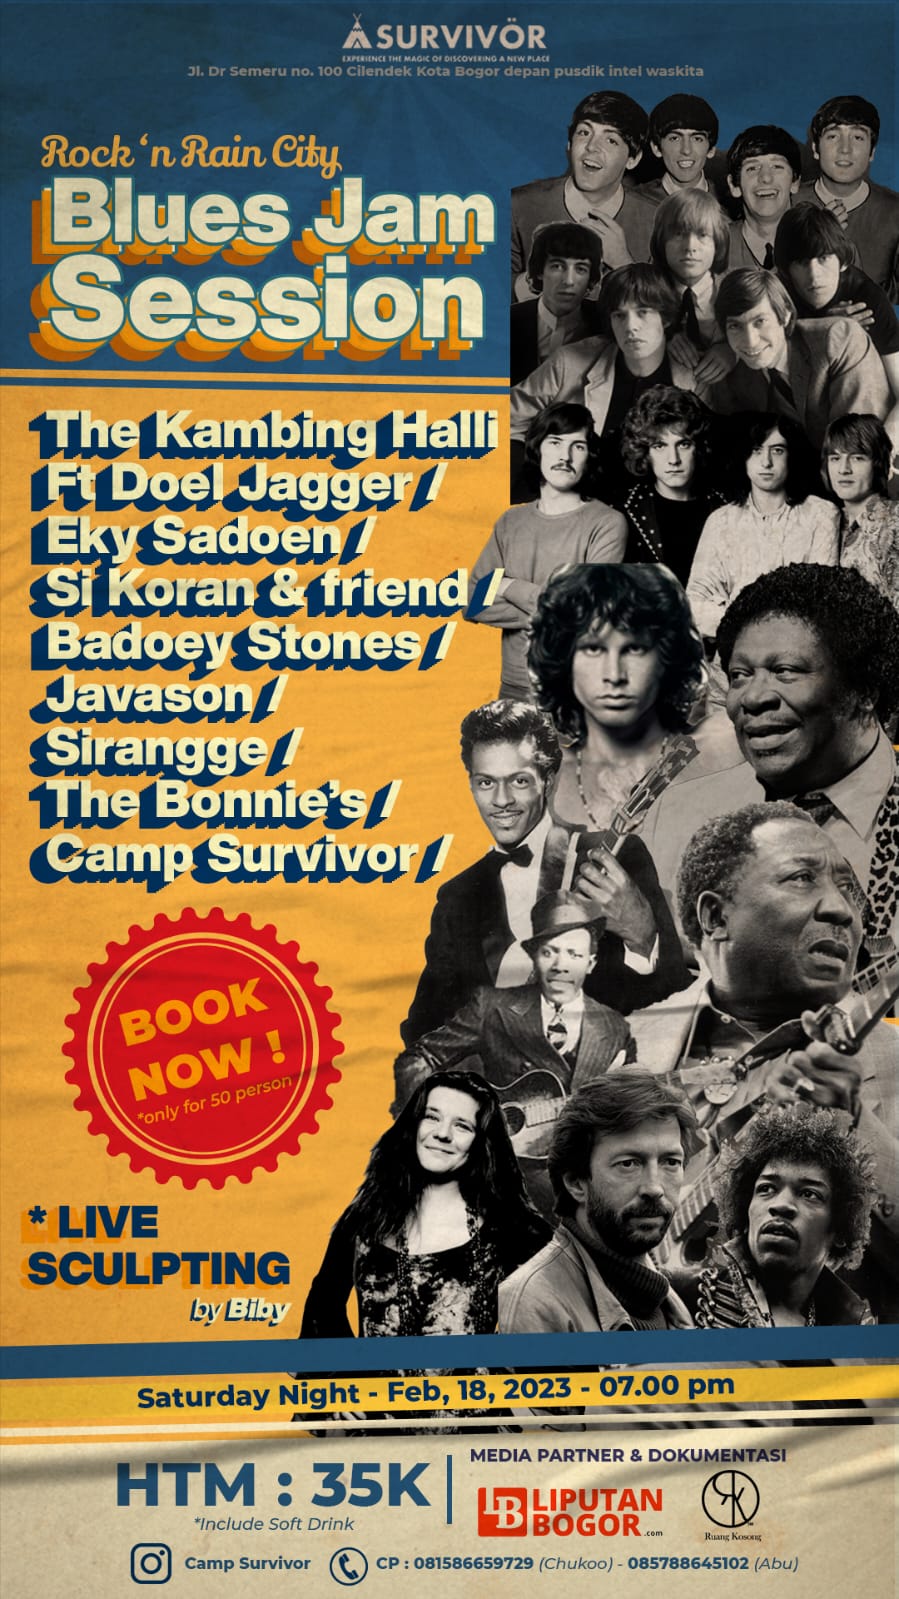 SURVIVÖR
EXPERIENCE THE MAGIC OF DISCOVERING A NEW PLACE
Jl. Dr Semeru no. 100 Cilendek Kota Bogor depan pusdik intel waskita
Rock 'n Rain City
Blues Jam
Session
The Kambing Halli
Ft Doel Jagger /
Eky Sadoen /
Si Koran & friend /
Badoey Stones /
Javason /
Sirangge /
The Bonnie's /
Camp Survivor /
BOOK
NOW !
*only for 50 person
* LIVE
SCULPTING
by Biby
Saturday Night - Feb, 18, 2023 - 07.00 pm
HTM : 35K
*Include Soft Drink
MEDIA PARTNER & DOKUMENTASI
LB LIPUTAN
BOGOR.com
Ruang Kosong
Camp Survivor
CP : 081586659729 (Chukoo) - 085788645102 (Abu)